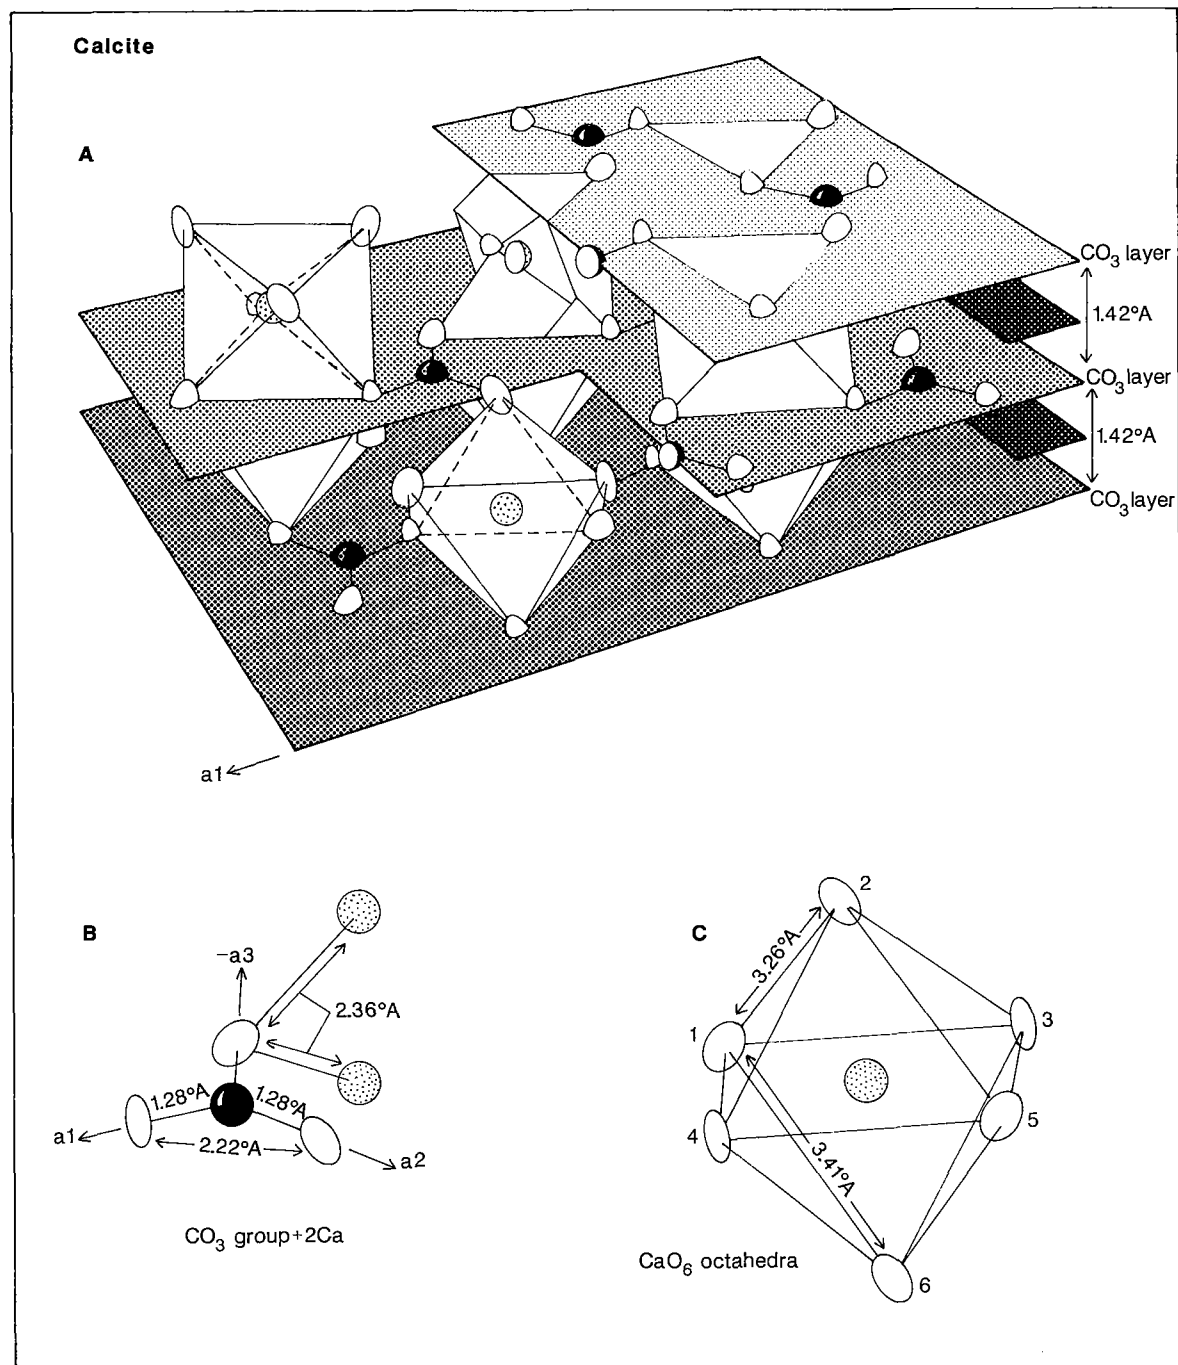 Calcite
A
CO3 layer
1.42°A
CO3 layer
1.42°A
CO3 layer
a1
B
-a3
2.36°A
1.28°A
1.28°A
a1
2.22°A
a2
CO3 group+2Ca
C
2
3.26°A
1
3
4
5
3.41°A
6
CaO6 octahedra